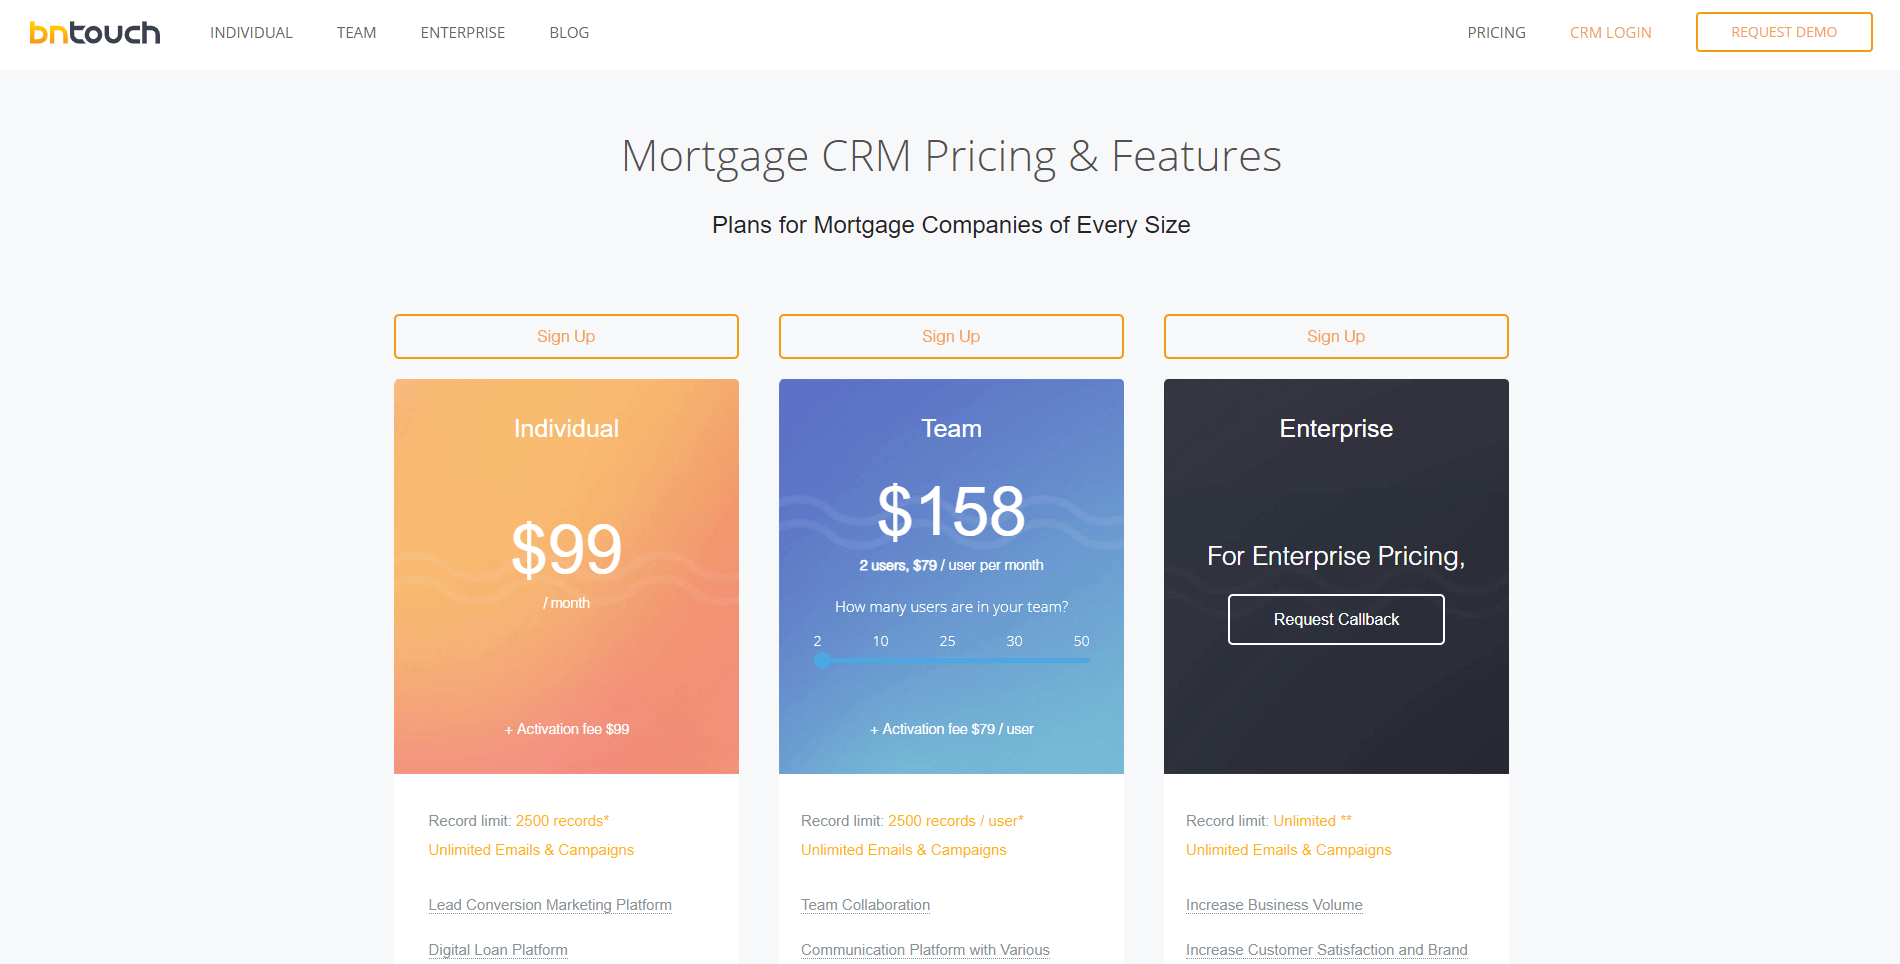 bntouch INDIVIDUAL TEAM ENTERPRISE BLOG PRICING CRM LOGIN REQUEST DEMO
Mortgage CRM Pricing & Features
Plans for Mortgage Companies of Every Size
Sign Up
Individual
$99
/ month
+ Activation fee $99
Record limit: 2500 records*
Unlimited Emails & Campaigns
Lead Conversion Marketing Platform
Digital Loan Platform
Sign Up
Team
$158
2 users, $79 / user per month
How many users are in your team?
2 10 25 30 50
+ Activation fee $79 / user
Record limit: 2500 records / user*
Unlimited Emails & Campaigns
Team Collaboration
Communication Platform with Various
Sign Up
Enterprise
For Enterprise Pricing,
Request Callback
Record limit: Unlimited **
Unlimited Emails & Campaigns
Increase Business Volume
Increase Customer Satisfaction and Brand